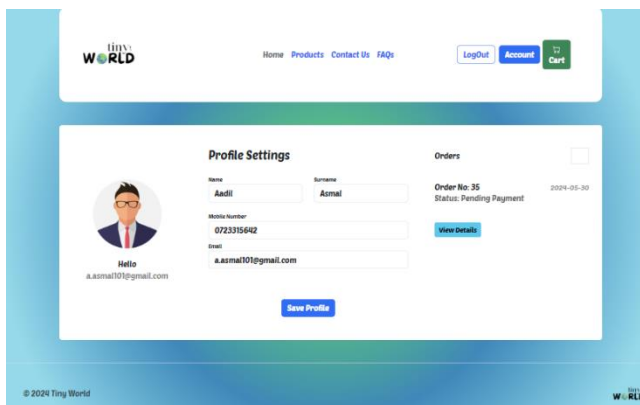 tiny
WORLD
Home Products Contact Us FAQs
LogOut Account Cart
Profile Settings
Name Surname
Aadil Asmal
Mobile Number
0723315642
Email
a.asmal101@gmail.com
Save Profile
Hello
a.asmal101@gmail.com
Orders
Order No: 35 2024-05-30
Status: Pending Payment
View Details
© 2024 Tiny World
tiny
WORL